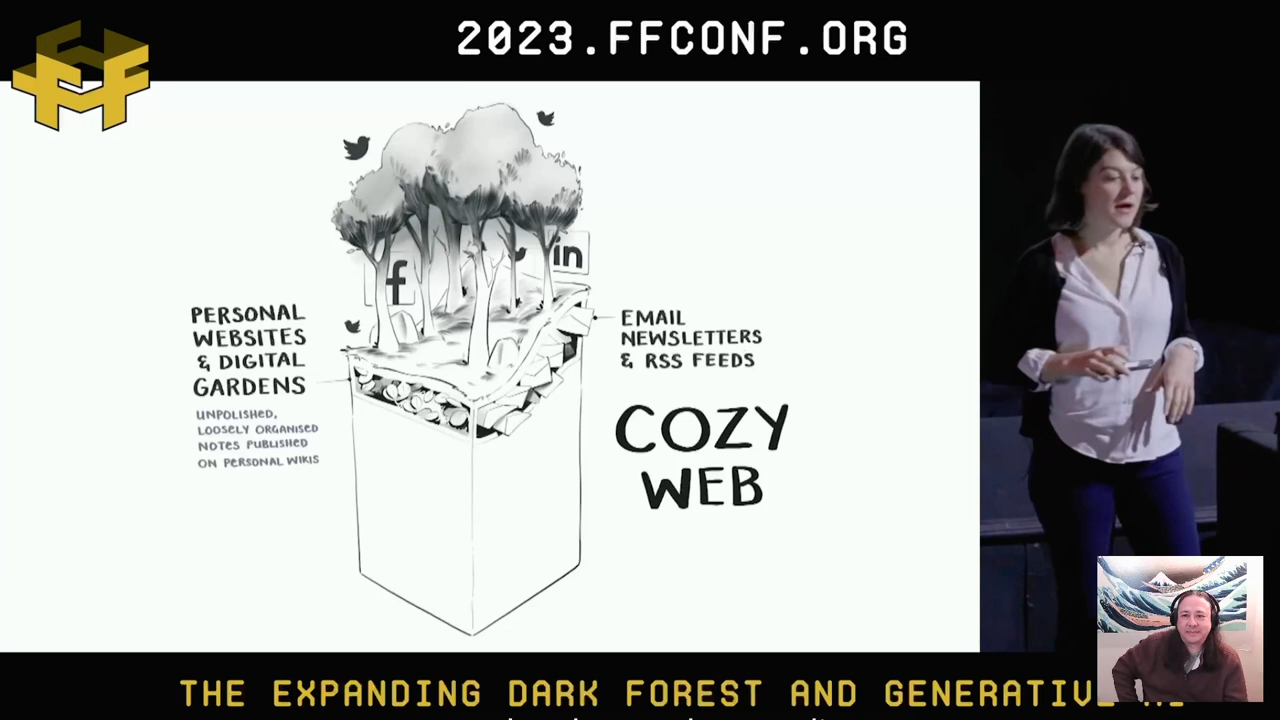 2023.FFCONF.ORG
f
in
PERSONAL
WEBSITES
& DIGITAL
GARDENS
UNPOLISHED,
LOOSELY ORGANISED
NOTES PUBLISHED
ON PERSONAL WIKIS
EMAIL
NEWSLETTERS
& RSS FEEDS
COZY
WEB
THE EXPANDING DARK FOREST AND